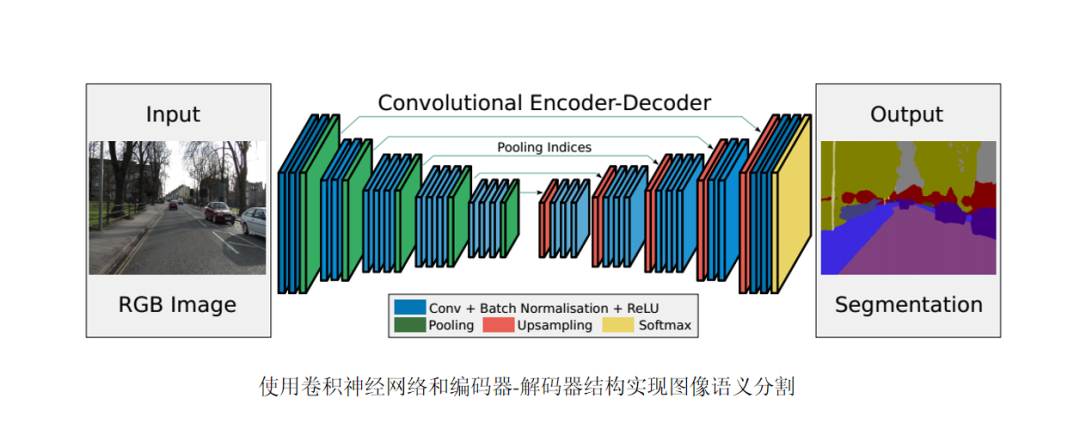 Input
Convolutional Encoder-Decoder
Output
Pooling Indices
RGB Image
Segmentation
Conv + Batch Normalisation + ReLU
Pooling Upsampling Softmax
使用卷积神经网络和编码器-解码器结构实现图像语义分割